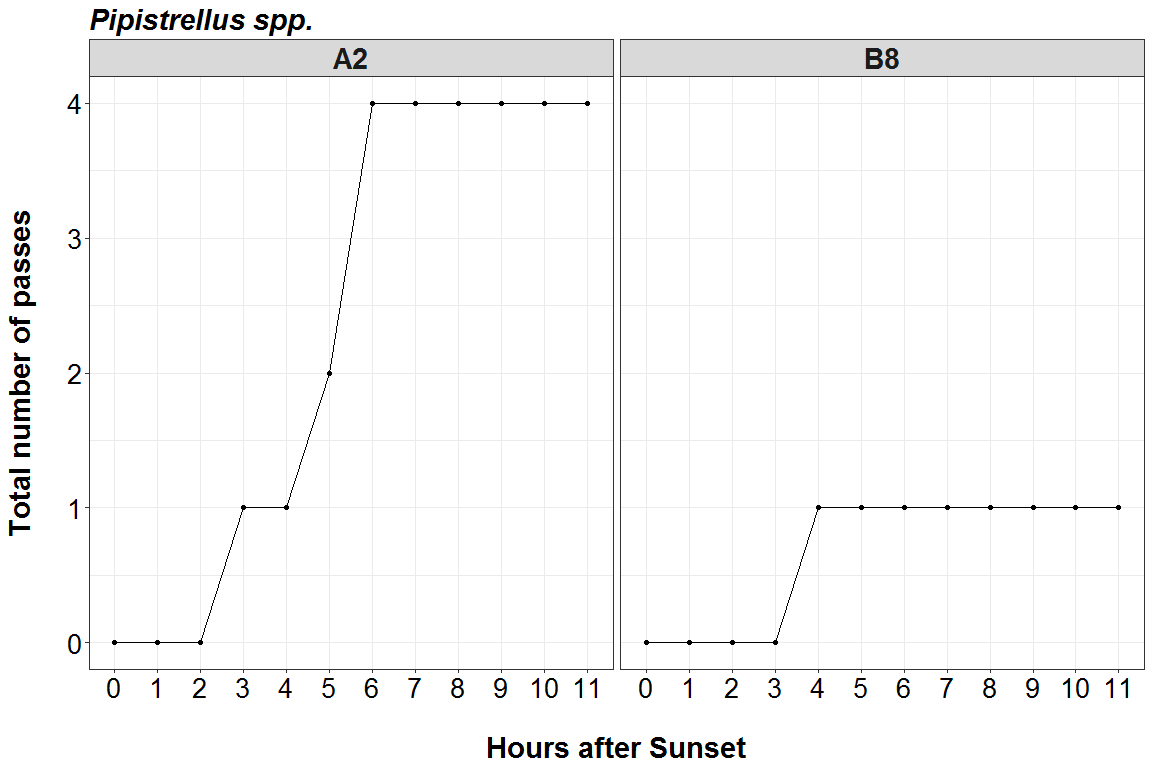 Pipistrellus spp.
A2
B8
Total number of passes
4
3
2
1
0
0 1 2 3 4 5 6 7 8 9 10 11
0 1 2 3 4 5 6 7 8 9 10 11
Hours after Sunset